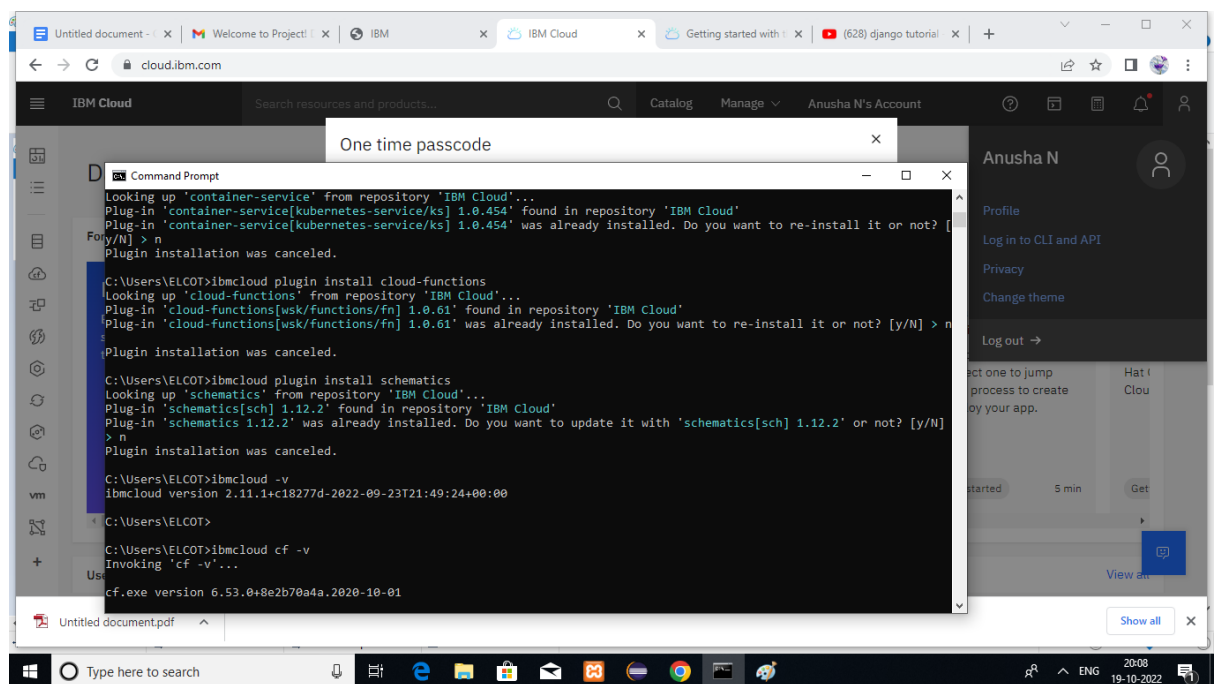 Untitled document - (
Welcome to Project! [
IBM
IBM Cloud
Getting started with t
(628) django tutorial
cloud.ibm.com
IBM Cloud
Search resources and products...
Catalog
Manage
Anusha N's Account
One time passcode
Anusha N
Profile
Log in to CLI and API
Privacy
Change theme
Log out →
D
For
Command Prompt
Looking up 'container-service' from repository 'IBM Cloud'...
Plug-in 'container-service[kubernetes-service/ks] 1.0.454' found in repository 'IBM Cloud'
Plug-in 'container-service[kubernetes-service/ks] 1.0.454' was already installed. Do you want to re-install it or not? [
y/N] > n
Plugin installation was canceled.
C:\Users\ELCOT>ibmcloud plugin install cloud-functions
Looking up 'cloud-functions' from repository 'IBM Cloud'...
Plug-in 'cloud-functions[wsk/functions/fn] 1.0.61' found in repository 'IBM Cloud'
Plug-in 'cloud-functions[wsk/functions/fn] 1.0.61' was already installed. Do you want to re-install it or not? [y/N] > n
Plugin installation was canceled.
C:\Users\ELCOT>ibmcloud plugin install schematics
Looking up 'schematics' from repository 'IBM Cloud'...
Plug-in 'schematics[sch] 1.12.2' found in repository 'IBM Cloud'
Plug-in 'schematics 1.12.2' was already installed. Do you want to update it with 'schematics[sch] 1.12.2' or not? [y/N]
> n
Plugin installation was canceled.
C:\Users\ELCOT>ibmcloud -v
ibmcloud version 2.11.1+c18277d-2022-09-23T21:49:24+00:00
C:\Users\ELCOT>
C:\Users\ELCOT>ibmcloud cf -v
Invoking 'cf -v'...
cf.exe version 6.53.0+8e2b70a4a.2020-10-01
vm
ect one to jump
process to create
oy your app.
started
5 min
Hat (
Clou
Get
Use
View all
Untitled document.pdf
Show all
Type here to search
ENG
20:08
19-10-2022